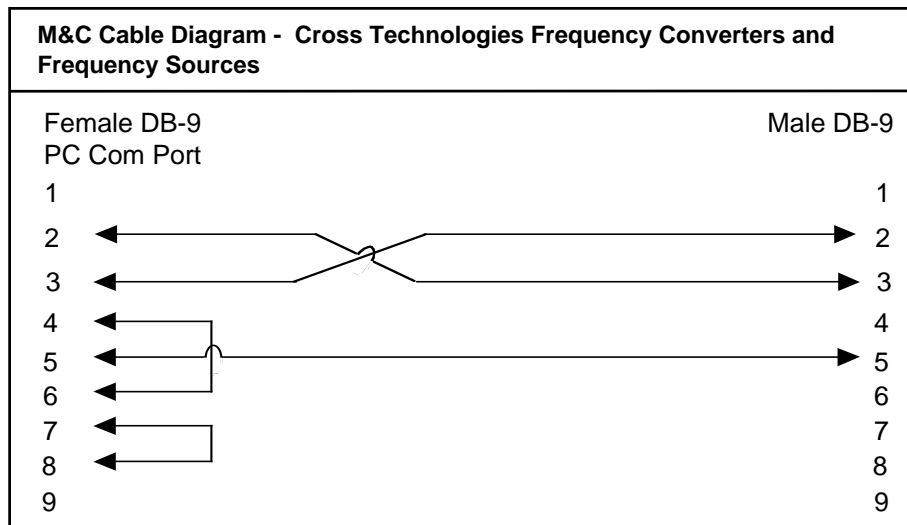 M&C Cable Diagram - Cross Technologies Frequency Converters and
Frequency Sources
Female DB-9 Male DB-9
PC Com Port
1 1
2 2
3 3
4 4
5 5
6 6
7 7
8 8
9 9